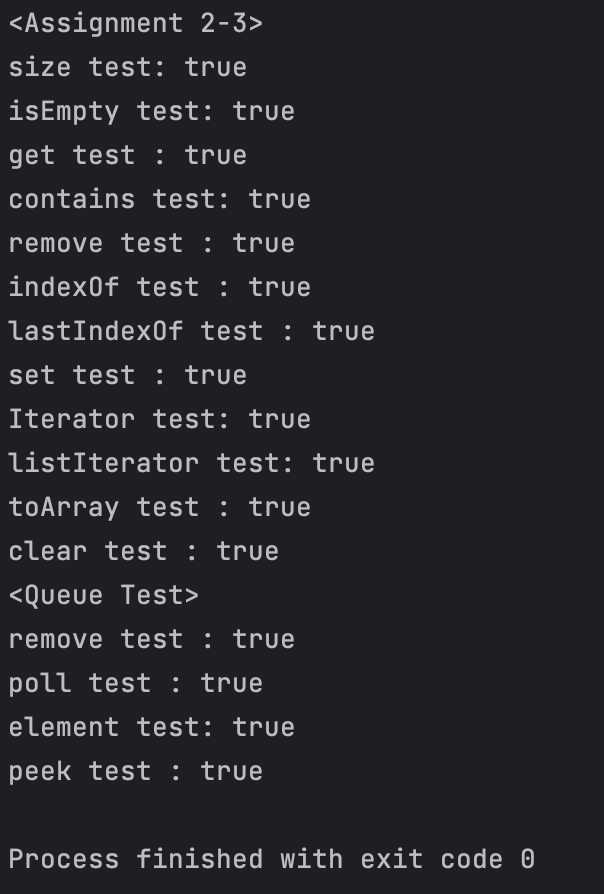 <Assignment 2-3>
size test: true
isEmpty test: true
get test : true
contains test: true
remove test : true
indexOf test : true
lastIndexOf test : true
set test : true
Iterator test: true
listIterator test: true
toArray test : true
clear test : true
<Queue Test>
remove test : true
poll test : true
element test: true
peek test : true
Process finished with exit code 0